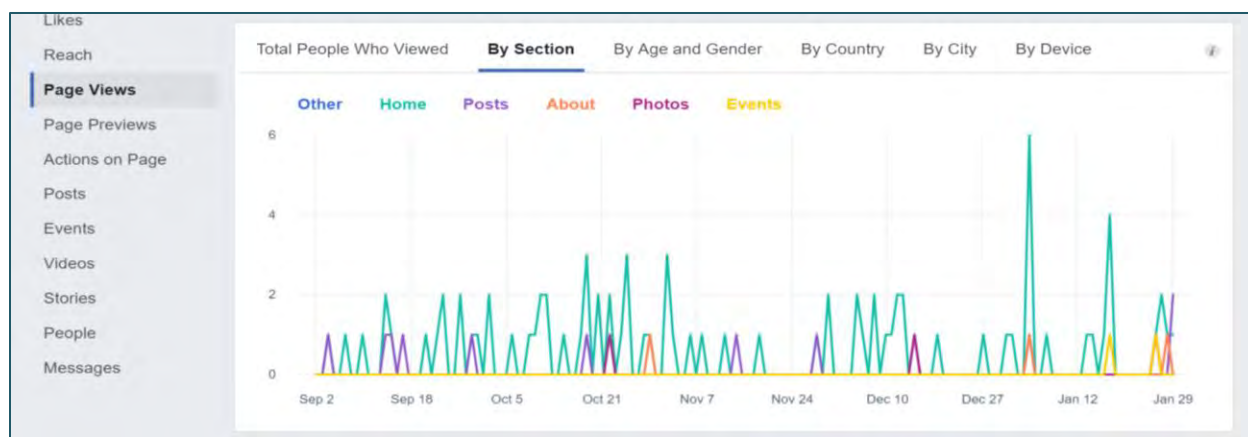 Likes
Reach
Page Views
Page Previews
Actions on Page
Posts
Events
Videos
Stories
People
Messages
Total People Who Viewed By Section By Age and Gender By Country By City By Device i
Other Home Posts About Photos Events
6
4
2
0
Sep 2 Sep 18 Oct 5 Oct 21 Nov 7 Nov 24 Dec 10 Dec 27 Jan 12 Jan 29